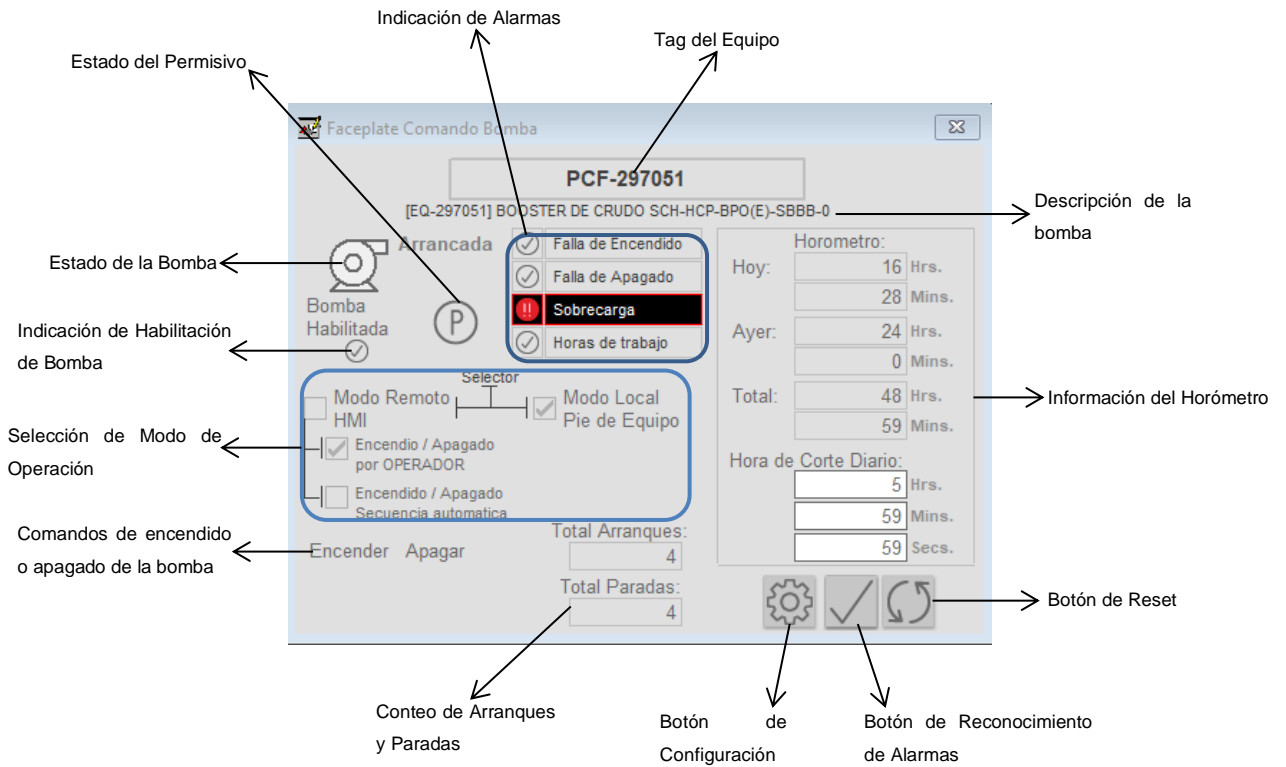 Indicación de Alarmas
Tag del Equipo
Estado del Permisivo
Faceplate Comando Bomba
PCF-297051
[EQ-297051] BOOSTER DE CRUDO SCH-HCP-BPO(E)-SBBB-0
Descripción de la
bomba
Estado de la Bomba
Arrancada
Bomba
Habilitada
P
Falla de Encendido
Falla de Apagado
!! Sobrecarga
Horas de trabajo
Horometro:
Hoy: 16 Hrs.
28 Mins.
Ayer: 24 Hrs.
0 Mins.
Total: 48 Hrs.
59 Mins.
Información del Horómetro
Indicación de Habilitación
de Bomba
Selector
Modo Remoto
HMI
Modo Local
Pie de Equipo
Encendio / Apagado
por OPERADOR
Encendido / Apagado
Secuencia automatica
Selección de Modo de
Operación
Hora de Corte Diario:
5 Hrs.
59 Mins.
59 Secs.
Comandos de encendido
o apagado de la bomba
Encender Apagar
Total Arranques:
4
Total Paradas:
4
Botón de Reset
Conteo de Arranques
y Paradas
Botón de
Configuración
Botón de Reconocimiento
de Alarmas